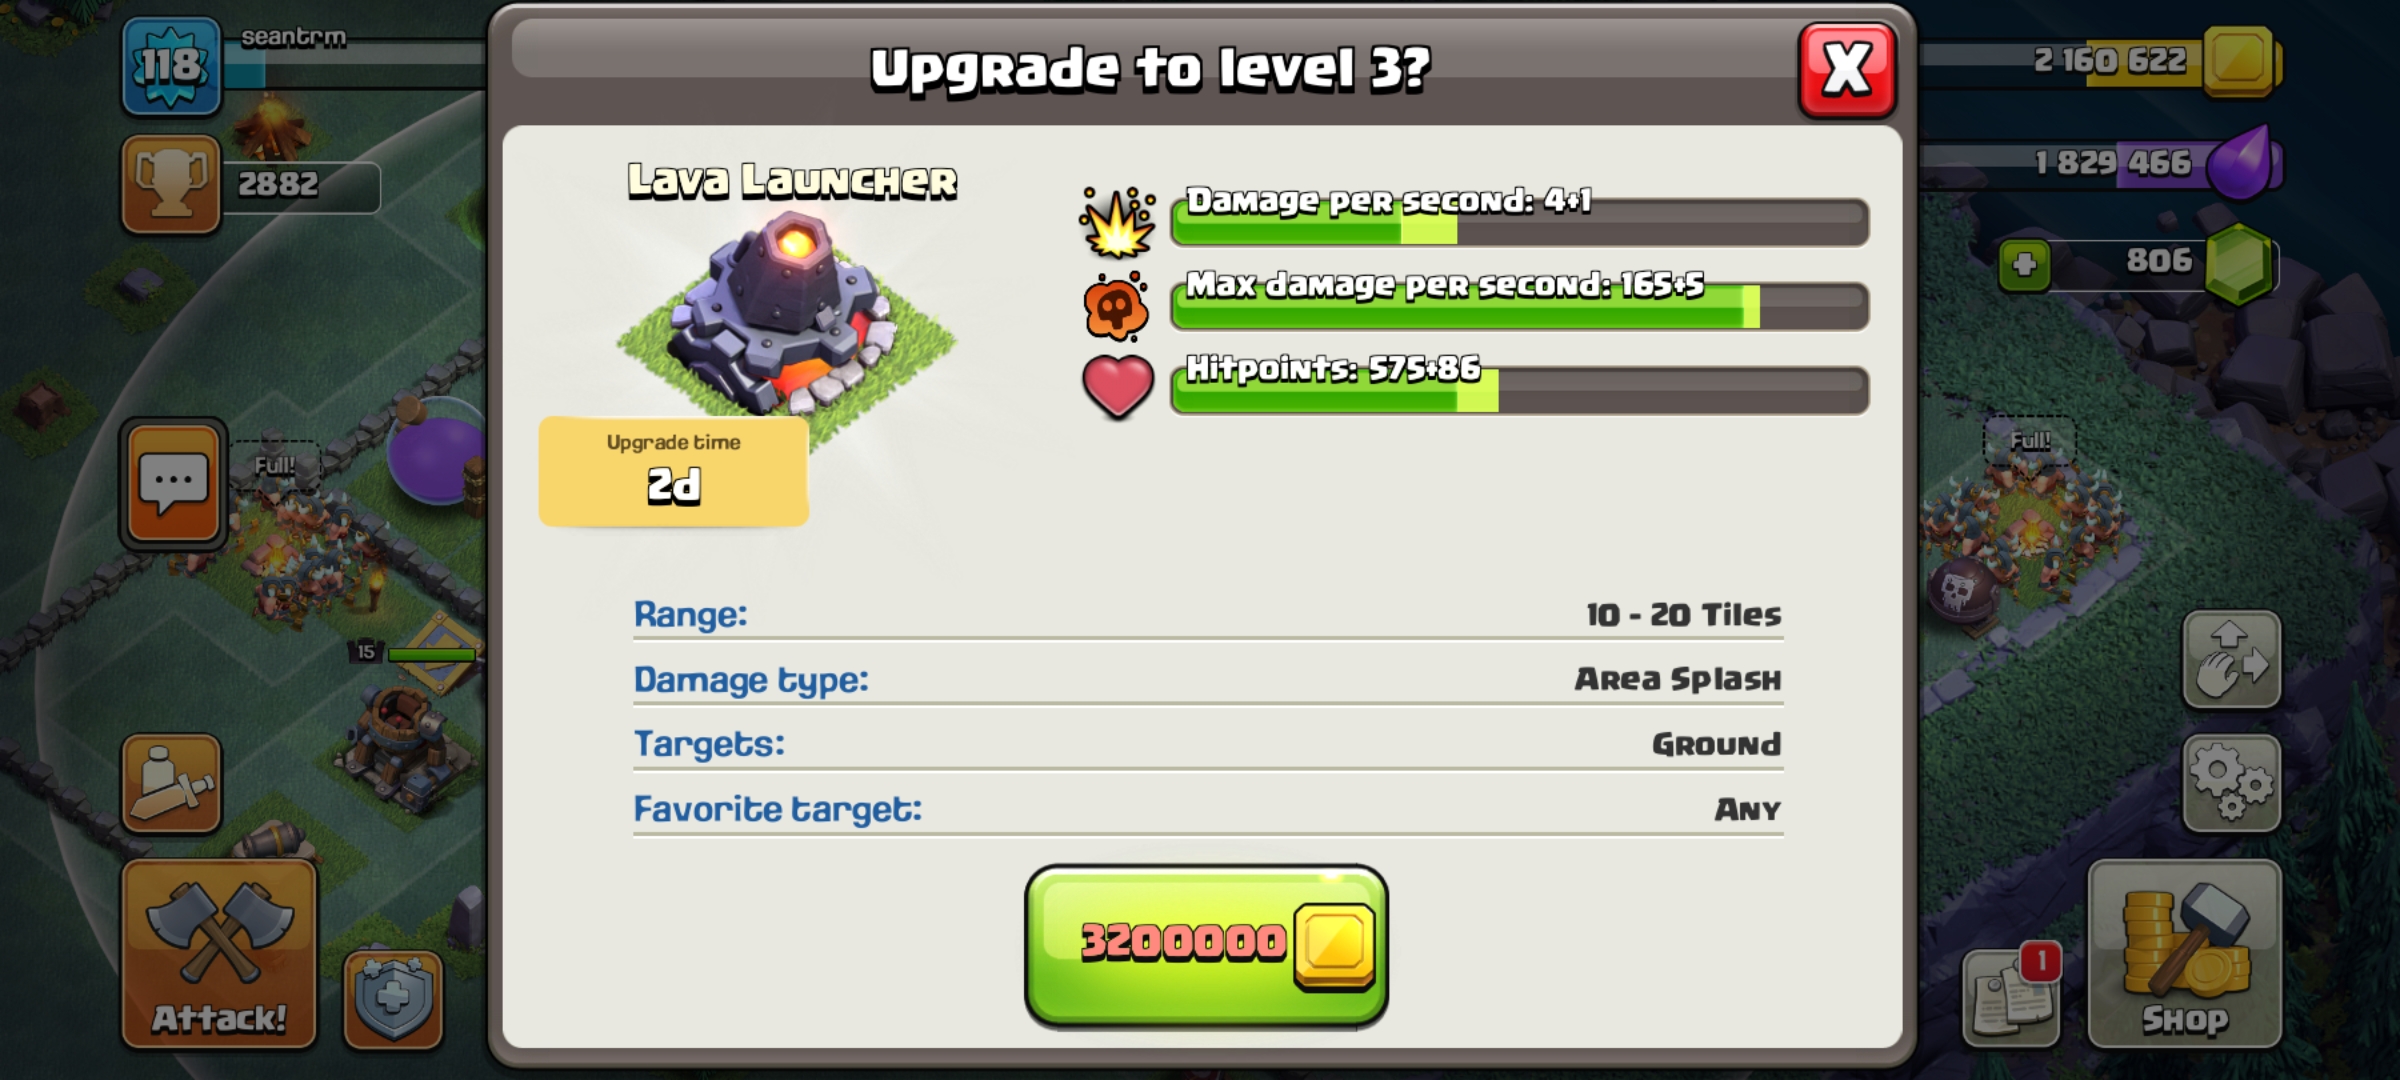 118
seantrm
2882
Full!
15
Attack!
Upgrade to level 3?
X
Lava Launcher
Upgrade time
2d
Damage per second: 4+1
Max damage per second: 165+5
Hitpoints: 575+86
Range: 10 - 20 Tiles
Damage type: Area Splash
Targets: Ground
Favorite target: Any
3200000
2 160 622
1 829 466
806
Full!
1
Shop